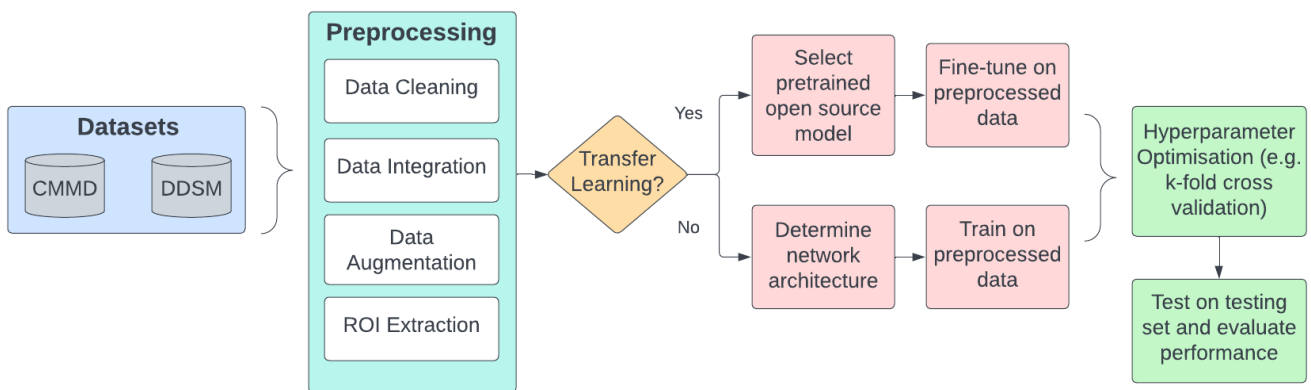 Datasets
CMMD
DDSM
Preprocessing
Data Cleaning
Data Integration
Data
Augmentation
ROI Extraction
Transfer
Learning?
Yes
No
Select
pretrained
open source
model
Fine-tune on
preprocessed
data
Determine
network
architecture
Train on
preprocessed
data
Hyperparameter
Optimisation (e.g.
k-fold cross
validation)
Test on testing
set and evaluate
performance